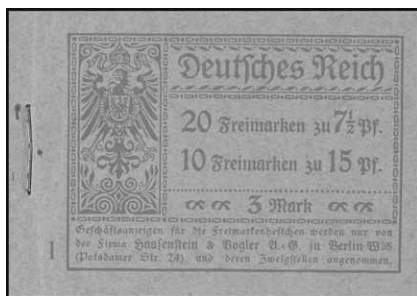 Deutsches Reich
20 Freimarken zu 7½ Pf.
10 Freimarken zu 15 Pf.
3 Mark
Geschäftsanzeigen für die Freimarkenheftchen werden nur von
der Firma Haasenstein & Vogler A.-G. in Berlin W35
(Potsdamer Str. 24) und deren Zweigstellen angenommen.
1